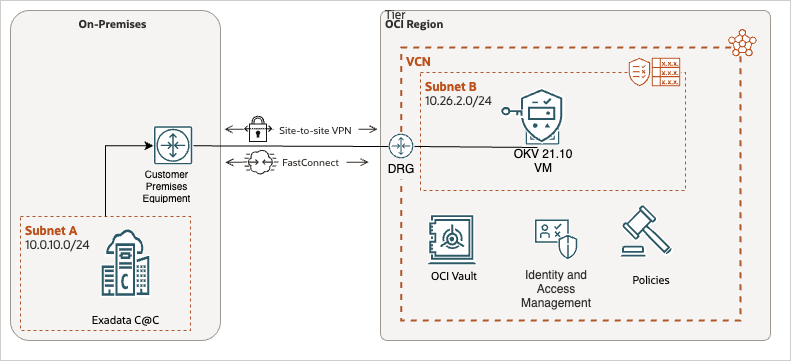 On-Premises
Customer
Premises
Equipment
Subnet A
10.0.10.0/24
Exadata C@C
Site-to-site VPN
FastConnect
Tier
OCI Region
VCN
Subnet B
10.26.2.0/24
OKV 21.10
VM
DRG
OCI Vault
Identity and
Access
Management
Policies